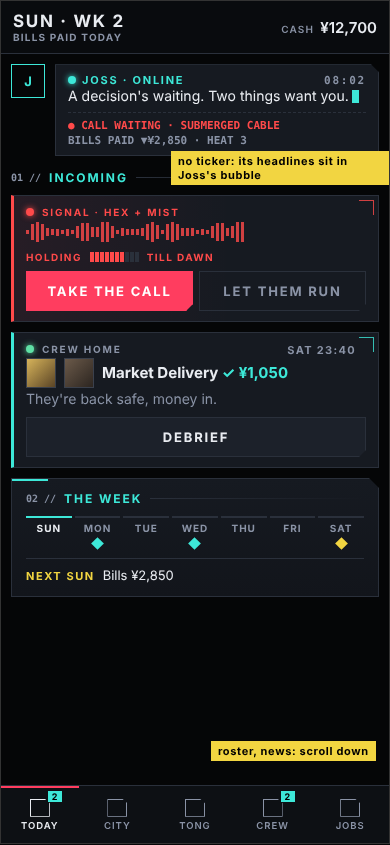 SUN · WK 2
BILLS PAID TODAY
CASH ¥12,700
J
JOSS · ONLINE 08:02
A decision's waiting. Two things want you.
CALL WAITING · SUBMERGED CABLE
BILLS PAID ▼¥2,850 · HEAT 3
no ticker: its headlines sit in
Joss's bubble
01 // INCOMING
SIGNAL · HEX + MIST
HOLDING TILL DAWN
TAKE THE CALL LET THEM RUN
CREW HOME SAT 23:40
Market Delivery ✓ ¥1,050
They're back safe, money in.
DEBRIEF
02 // THE WEEK
SUN MON TUE WED THU FRI SAT
NEXT SUN Bills ¥2,850
roster, news: scroll down
2 2
TODAY CITY TONG CREW JOBS